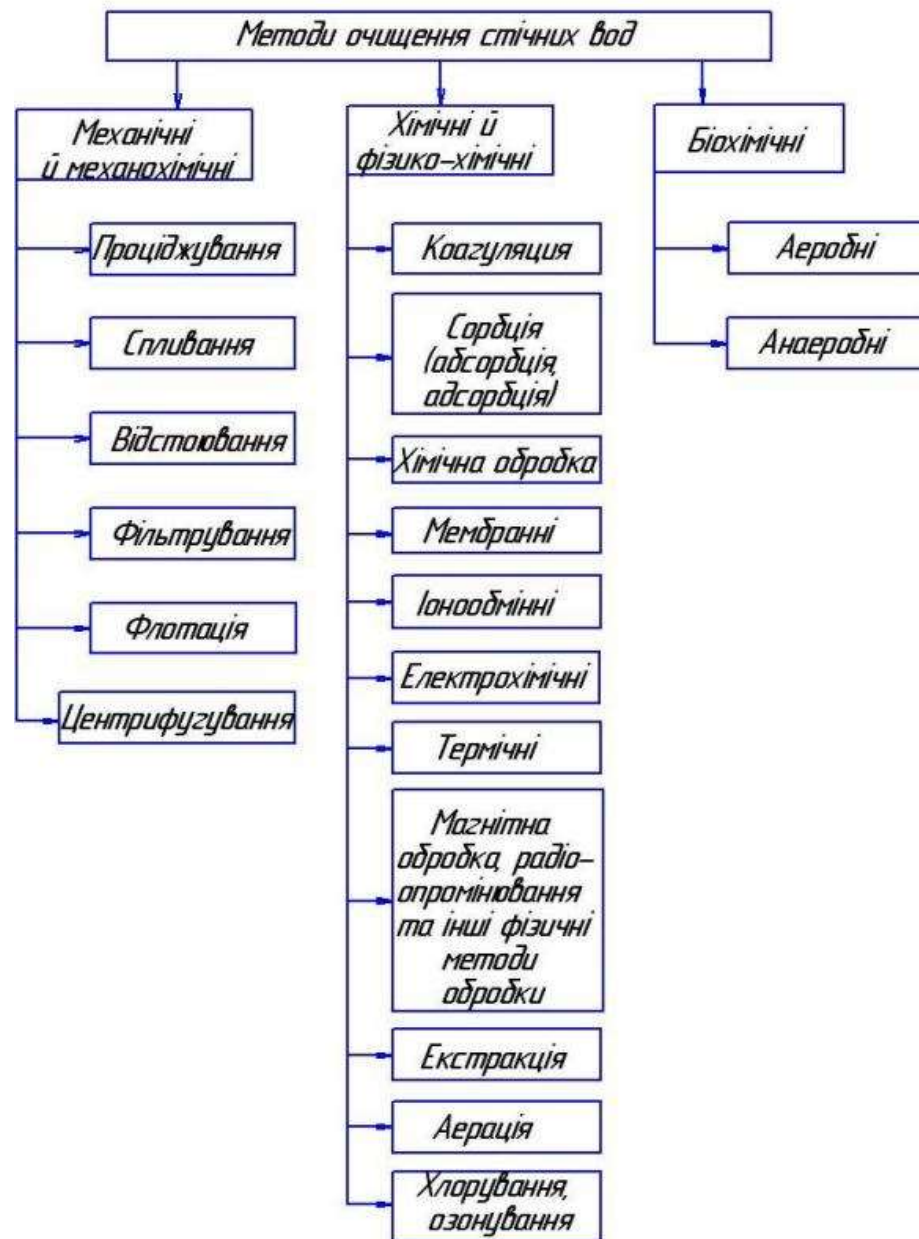 Методи очищення стічних вод
Механічні
й механохімічні
Проціджування
Спливання
Відстоювання
Фільтрування
Флотація
Центрифугування
Хімічні й
фізико-хімічні
Коагуляция
Сорбція
(абсорбція,
адсорбція)
Хімічна обробка
Мембранні
Іонообмінні
Електрохімічні
Термічні
Магнітна
обробка, радіо-
опромінювання
та інші фізичні
методи
обробки
Екстракція
Аерація
Хлорування,
озонування
Біохімічні
Аеробні
Анаеробні